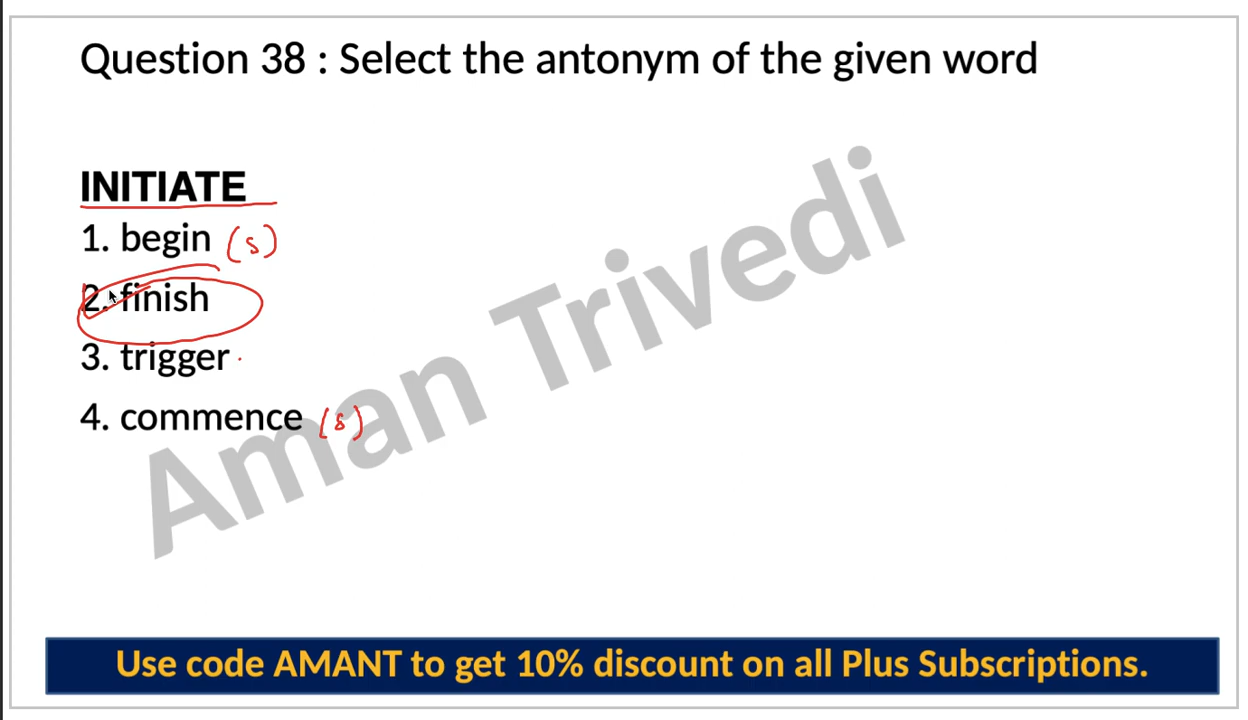 Question 38 : Select the antonym of the given word
INITIATE
1. begin (s)
2. finish
3. trigger
4. commence (s)
Aman Trivedi
Use code AMANT to get 10% discount on all Plus Subscriptions.